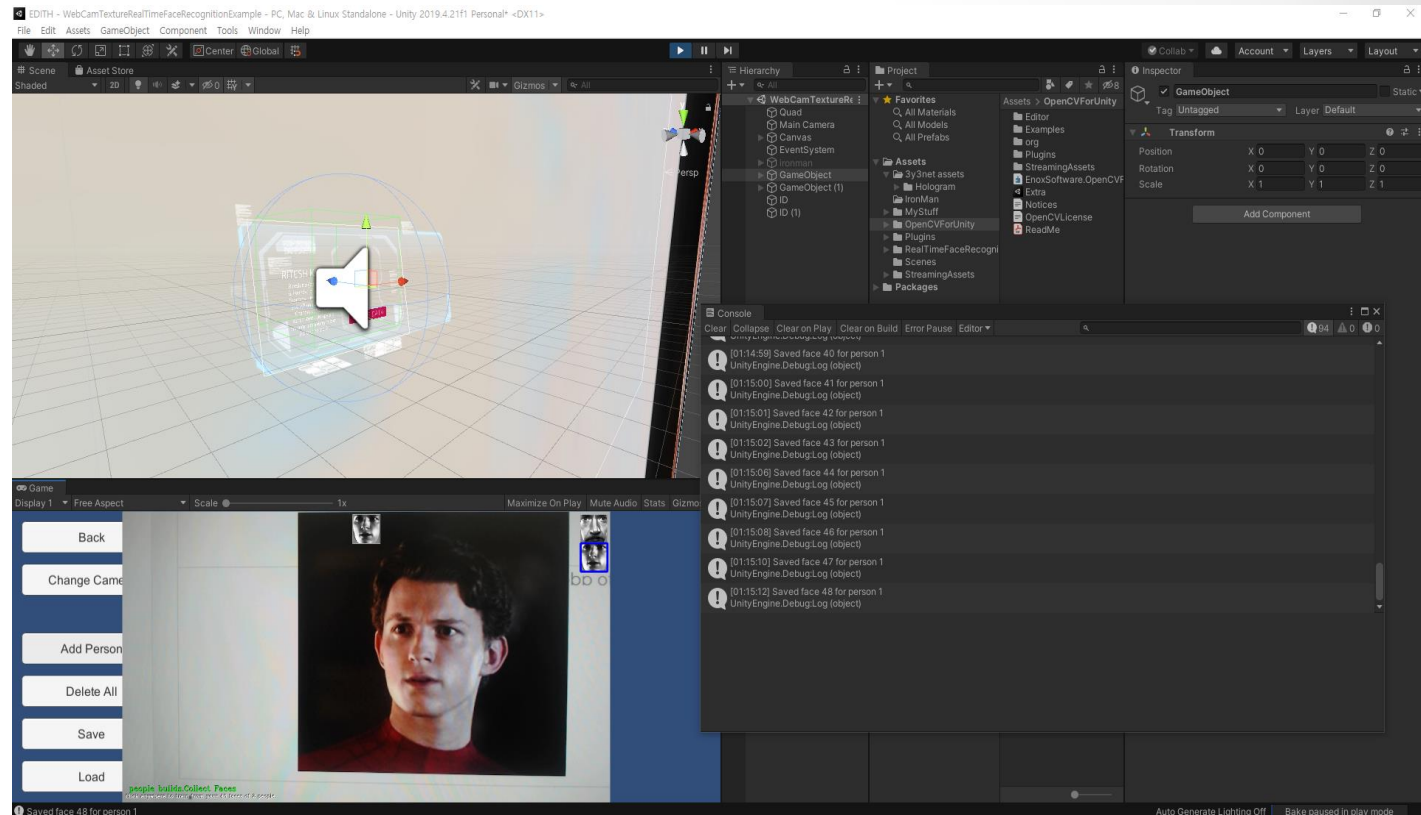 EDITH - WebCamTextureRealTimeFaceRecognitionExample - PC, Mac & Linux Standalone - Unity 2019.4.21f1 Personal* <DX11>
File Edit Assets GameObject Component Tools Window Help
Center Global
Collab Account Layers Layout
Scene Asset Store
Shaded 2D 0 Gizmos All
y
Persp
RITESH
Hierarchy
All
WebCamTextureRe
Quad
Main Camera
Canvas
EventSystem
ironman
GameObject
GameObject (1)
ID
ID (1)
Project
8
Favorites
All Materials
All Models
All Prefabs
Assets
3y3net assets
Hologram
IronMan
MyStuff
OpenCVForUnity
Plugins
RealTimeFaceRecogni
Scenes
StreamingAssets
Packages
Assets > OpenCVForUnity
Editor
Examples
org
Plugins
StreamingAssets
EnoxSoftware.OpenCVF
Extra
Notices
OpenCVLicense
ReadMe
Inspector
GameObject Static
Tag Untagged Layer Default
Transform
Position X 0 Y 0 Z 0
Rotation X 0 Y 0 Z 0
Scale X 1 Y 1 Z 1
Add Component
Console
Clear Collapse Clear on Play Clear on Build Error Pause Editor 94 0 0
UnityEngine.Debug:Log (object)
[01:14:59] Saved face 40 for person 1
UnityEngine.Debug:Log (object)
[01:15:00] Saved face 41 for person 1
UnityEngine.Debug:Log (object)
[01:15:01] Saved face 42 for person 1
UnityEngine.Debug:Log (object)
[01:15:02] Saved face 43 for person 1
UnityEngine.Debug:Log (object)
[01:15:06] Saved face 44 for person 1
UnityEngine.Debug:Log (object)
[01:15:07] Saved face 45 for person 1
UnityEngine.Debug:Log (object)
[01:15:08] Saved face 46 for person 1
UnityEngine.Debug:Log (object)
[01:15:10] Saved face 47 for person 1
UnityEngine.Debug:Log (object)
[01:15:12] Saved face 48 for person 1
UnityEngine.Debug:Log (object)
Game
Display 1 Free Aspect Scale 1x Maximize On Play Mute Audio Stats Gizmo
Back
Change Came
Add Person
Delete All
Save
Load
people builds.Collect Faces
Saved face 48 for person 1
Auto Generate Lighting Off Bake paused in play mode